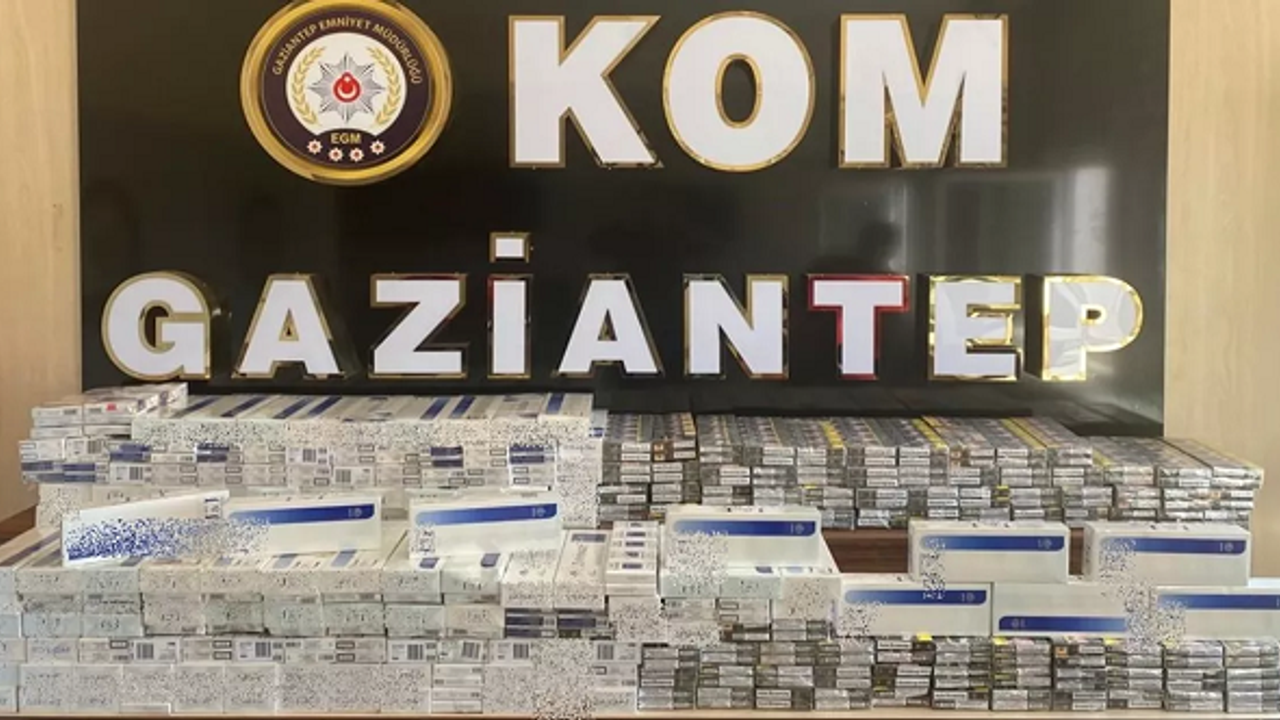 GAZİANTEP EMNİYET MÜDÜRLÜĞÜ
EGM
KOM
GAZİANTEP